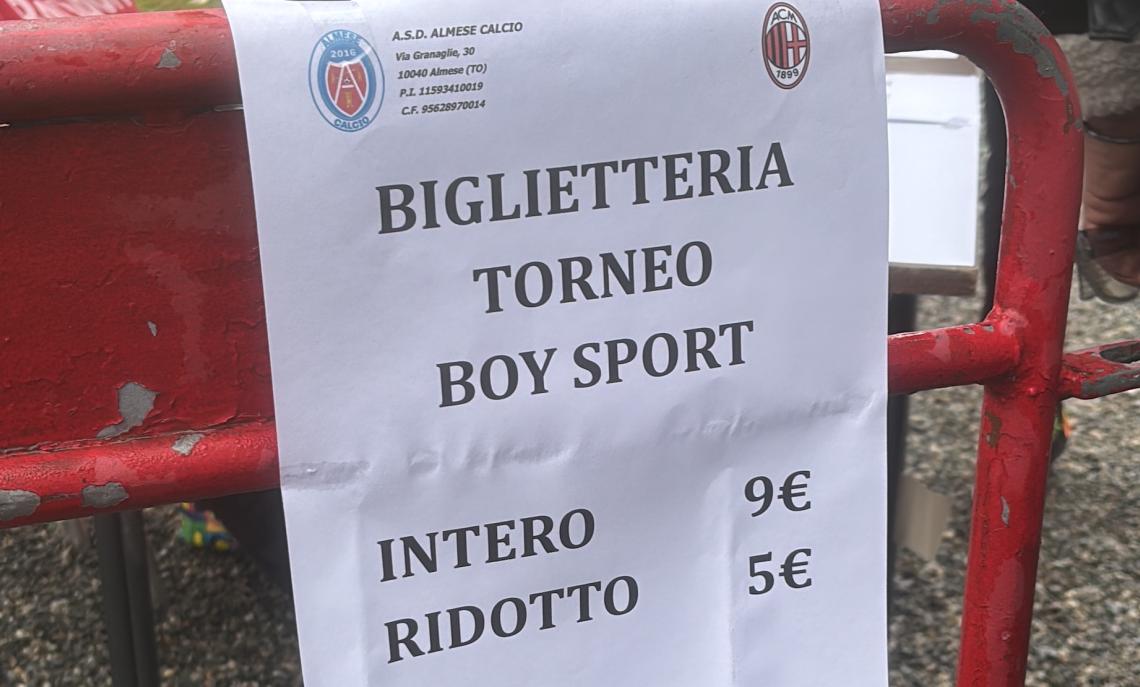 ALMESE
2016
A
CALCIO
A.S.D. ALMESE CALCIO
Via Granaglie, 30
10040 Almese (TO)
P.I. 11593410019
C.F. 95628970014
ACM
1899
BIGLIETTERIA
TORNEO
BOY SPORT
INTERO 9€
RIDOTTO 5€